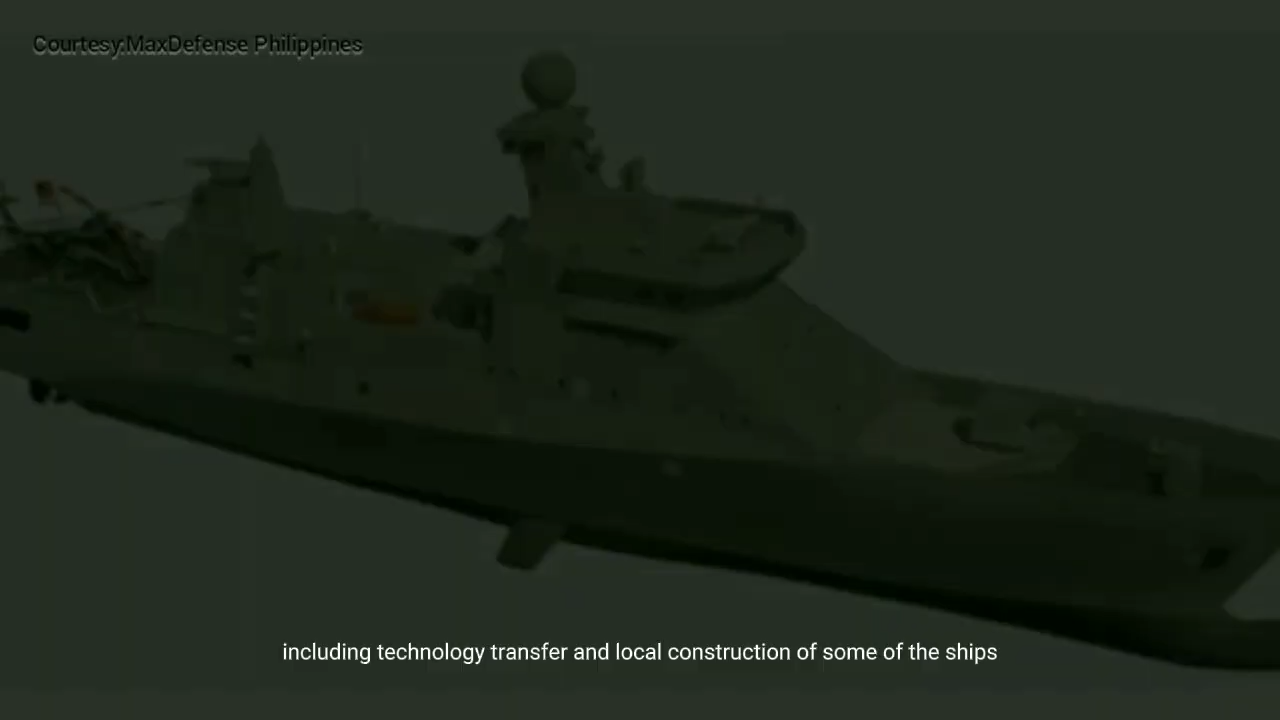 Courtesy:MaxDefense Philippines
including technology transfer and local construction of some of the ships